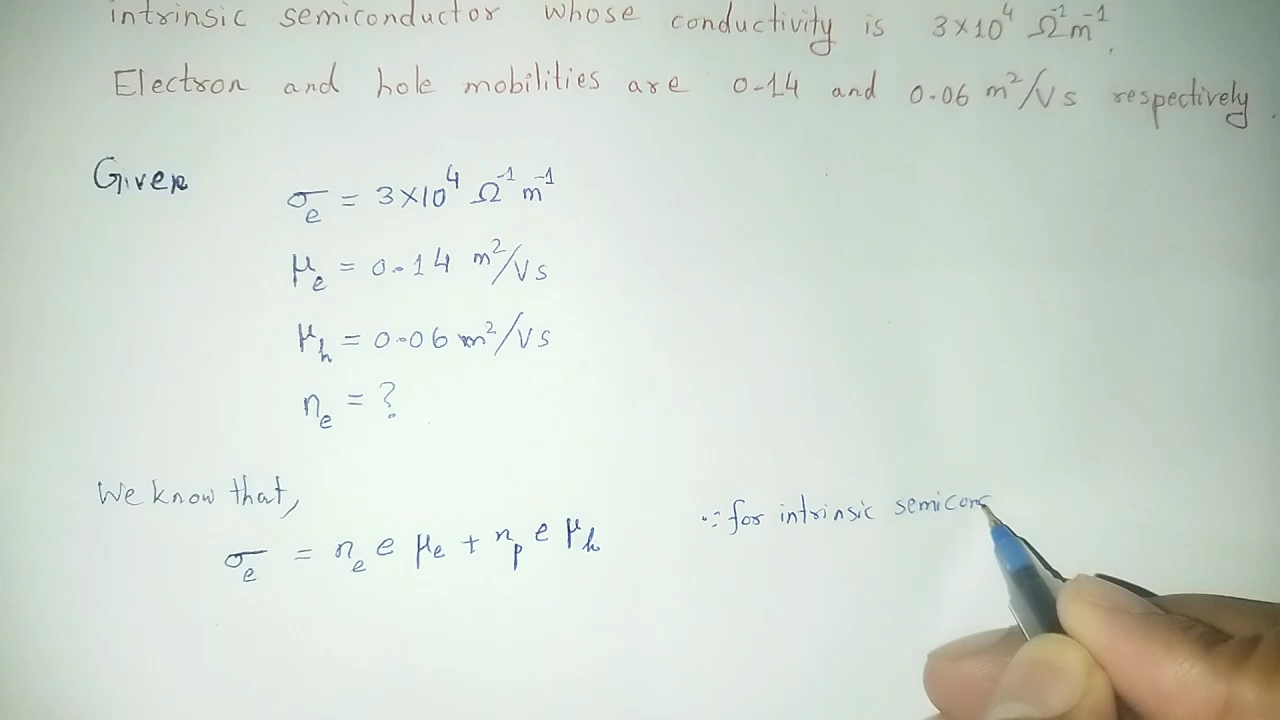 intrinsic semiconductor whose conductivity is 3×10⁴ Ω⁻¹m⁻¹.
Electron and hole mobilities are 0.14 and 0.06 m²/Vs respectively.
Given
σₑ = 3×10⁴ Ω⁻¹ m⁻¹
μₑ = 0.14 m²/Vs
μₕ = 0.06 m²/Vs
nₑ = ?
We know that,
∵ for intrinsic semicon
σₑ = nₑ e μₑ + nₚ e μₕ